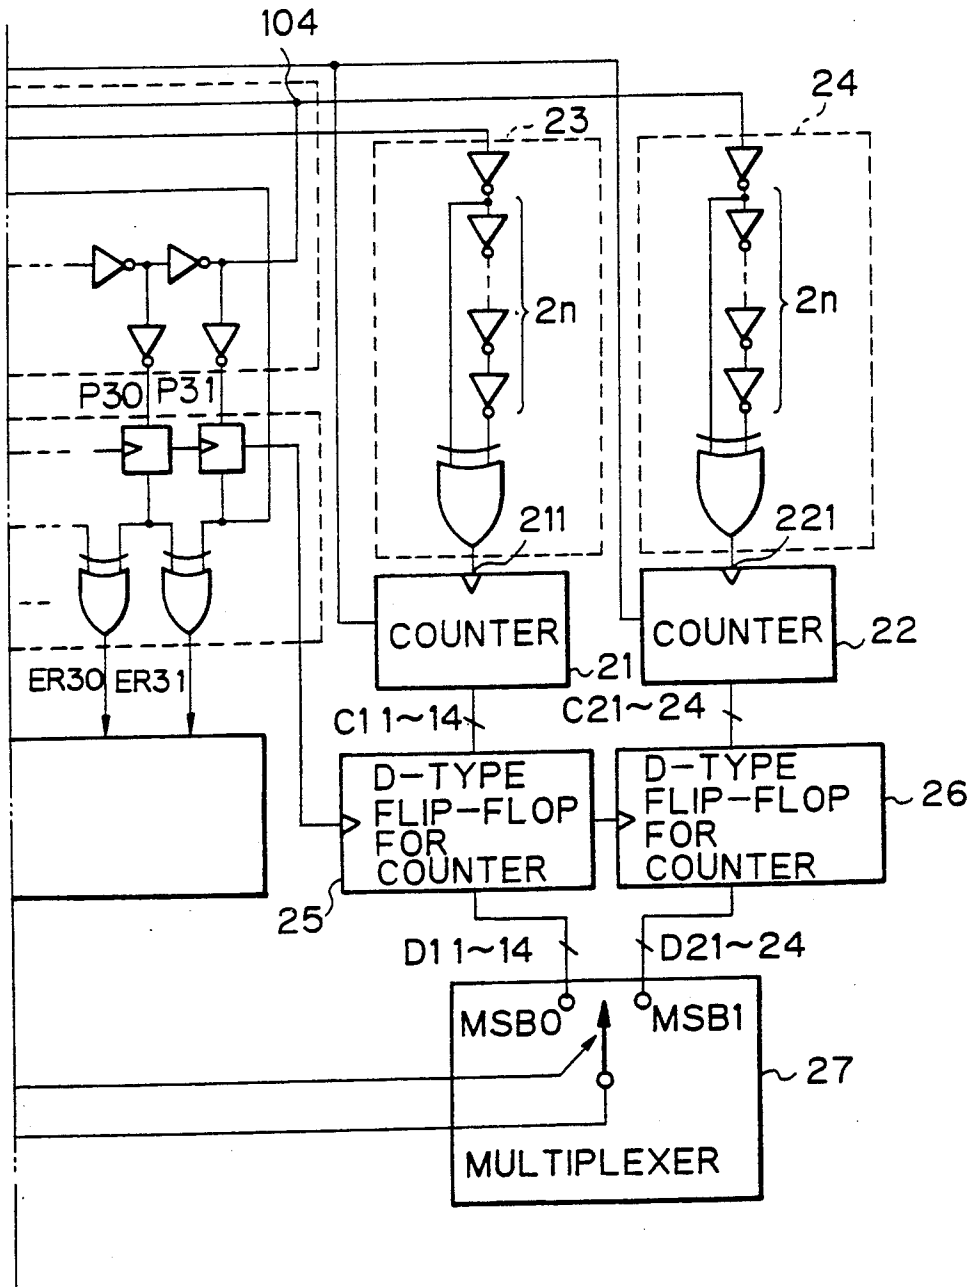 104
23
24
2n
2n
P30
P31
211
221
COUNTER
21
COUNTER
22
ER30
ER31
C11~14
C21~24
D-TYPE
FLIP-FLOP
FOR
COUNTER
25
D-TYPE
FLIP-FLOP
FOR
COUNTER
26
D11~14
D21~24
MSB0
MSB1
27
MULTIPLEXER